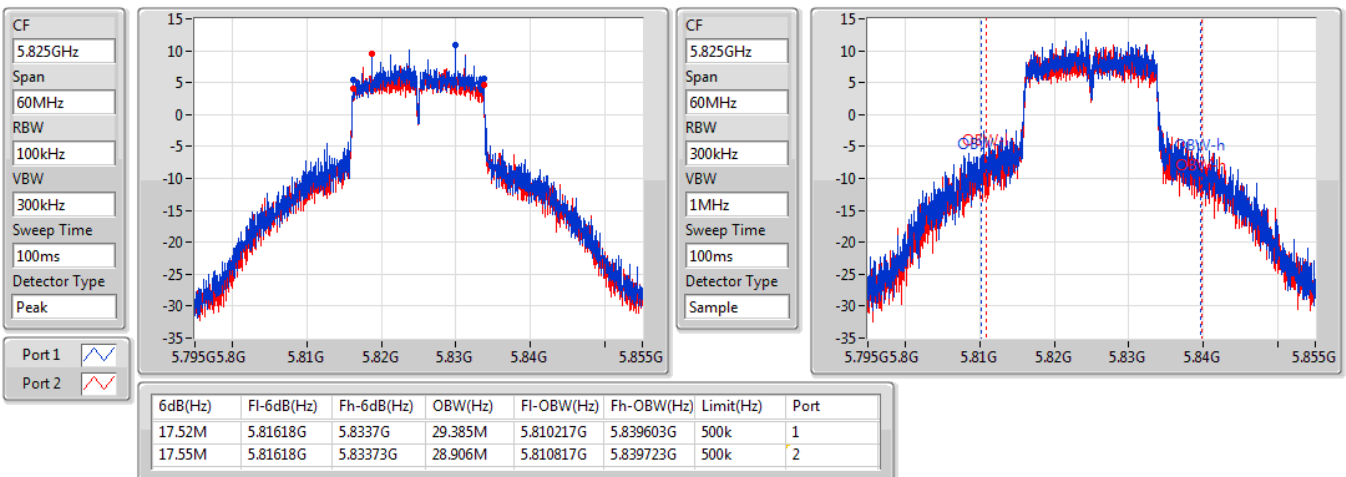 CF
5.825GHz
Span
60MHz
RBW
100kHz
VBW
300kHz
Sweep Time
100ms
Detector Type
Peak
15
10
5
0
-5
-10
-15
-20
-25
-30
-35
5.795G 5.8G 5.81G 5.82G 5.83G 5.84G 5.855G
CF
5.825GHz
Span
60MHz
RBW
300kHz
VBW
1MHz
Sweep Time
100ms
Detector Type
Sample
15
10
5
0
-5
-10
-15
-20
-25
-30
-35
OBW-h
5.795G 5.8G 5.81G 5.82G 5.83G 5.84G 5.855G
Port 1
Port 2
6dB(Hz) Fl-6dB(Hz) Fh-6dB(Hz) OBW(Hz) Fl-OBW(Hz) Fh-OBW(Hz) Limit(Hz) Port
17.52M 5.81618G 5.8337G 29.385M 5.810217G 5.839603G 500k 1
17.55M 5.81618G 5.83373G 28.906M 5.810817G 5.839723G 500k 2